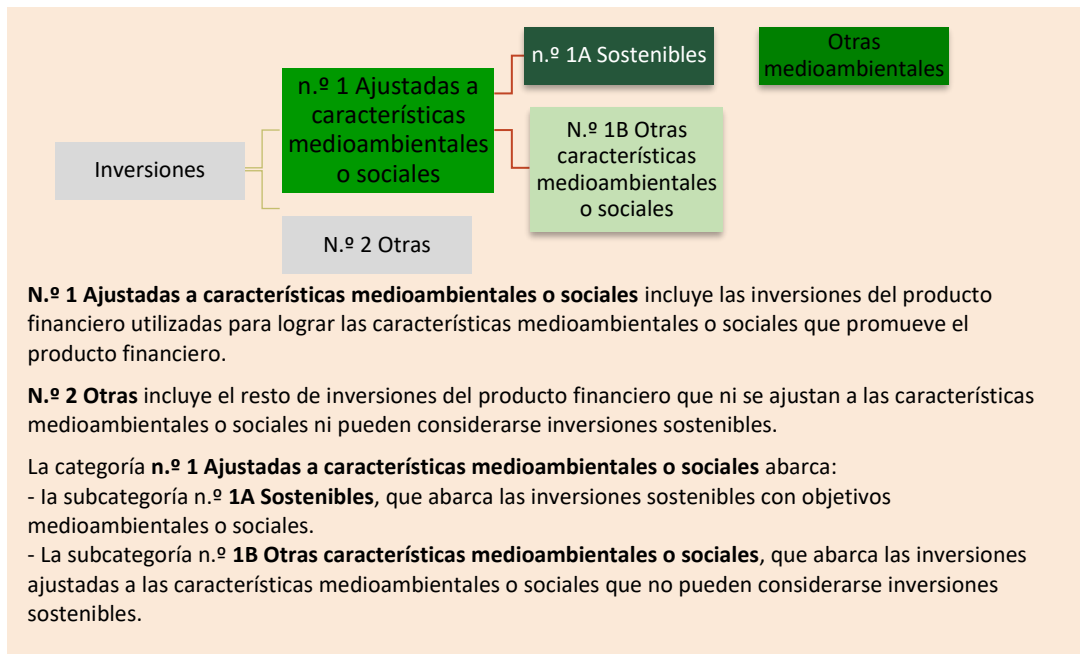 n.º 1A Sostenibles
Otras
medioambientales
n.º 1 Ajustadas a
características
medioambientales
o sociales
N.º 1B Otras
características
medioambientales
o sociales
Inversiones
N.º 2 Otras
N.º 1 Ajustadas a características medioambientales o sociales incluye las inversiones del producto
financiero utilizadas para lograr las características medioambientales o sociales que promueve el
producto financiero.
N.º 2 Otras incluye el resto de inversiones del producto financiero que ni se ajustan a las características
medioambientales o sociales ni pueden considerarse inversiones sostenibles.
La categoría n.º 1 Ajustadas a características medioambientales o sociales abarca:
- la subcategoría n.º 1A Sostenibles, que abarca las inversiones sostenibles con objetivos
medioambientales o sociales.
- La subcategoría n.º 1B Otras características medioambientales o sociales, que abarca las inversiones
ajustadas a las características medioambientales o sociales que no pueden considerarse inversiones
sostenibles.